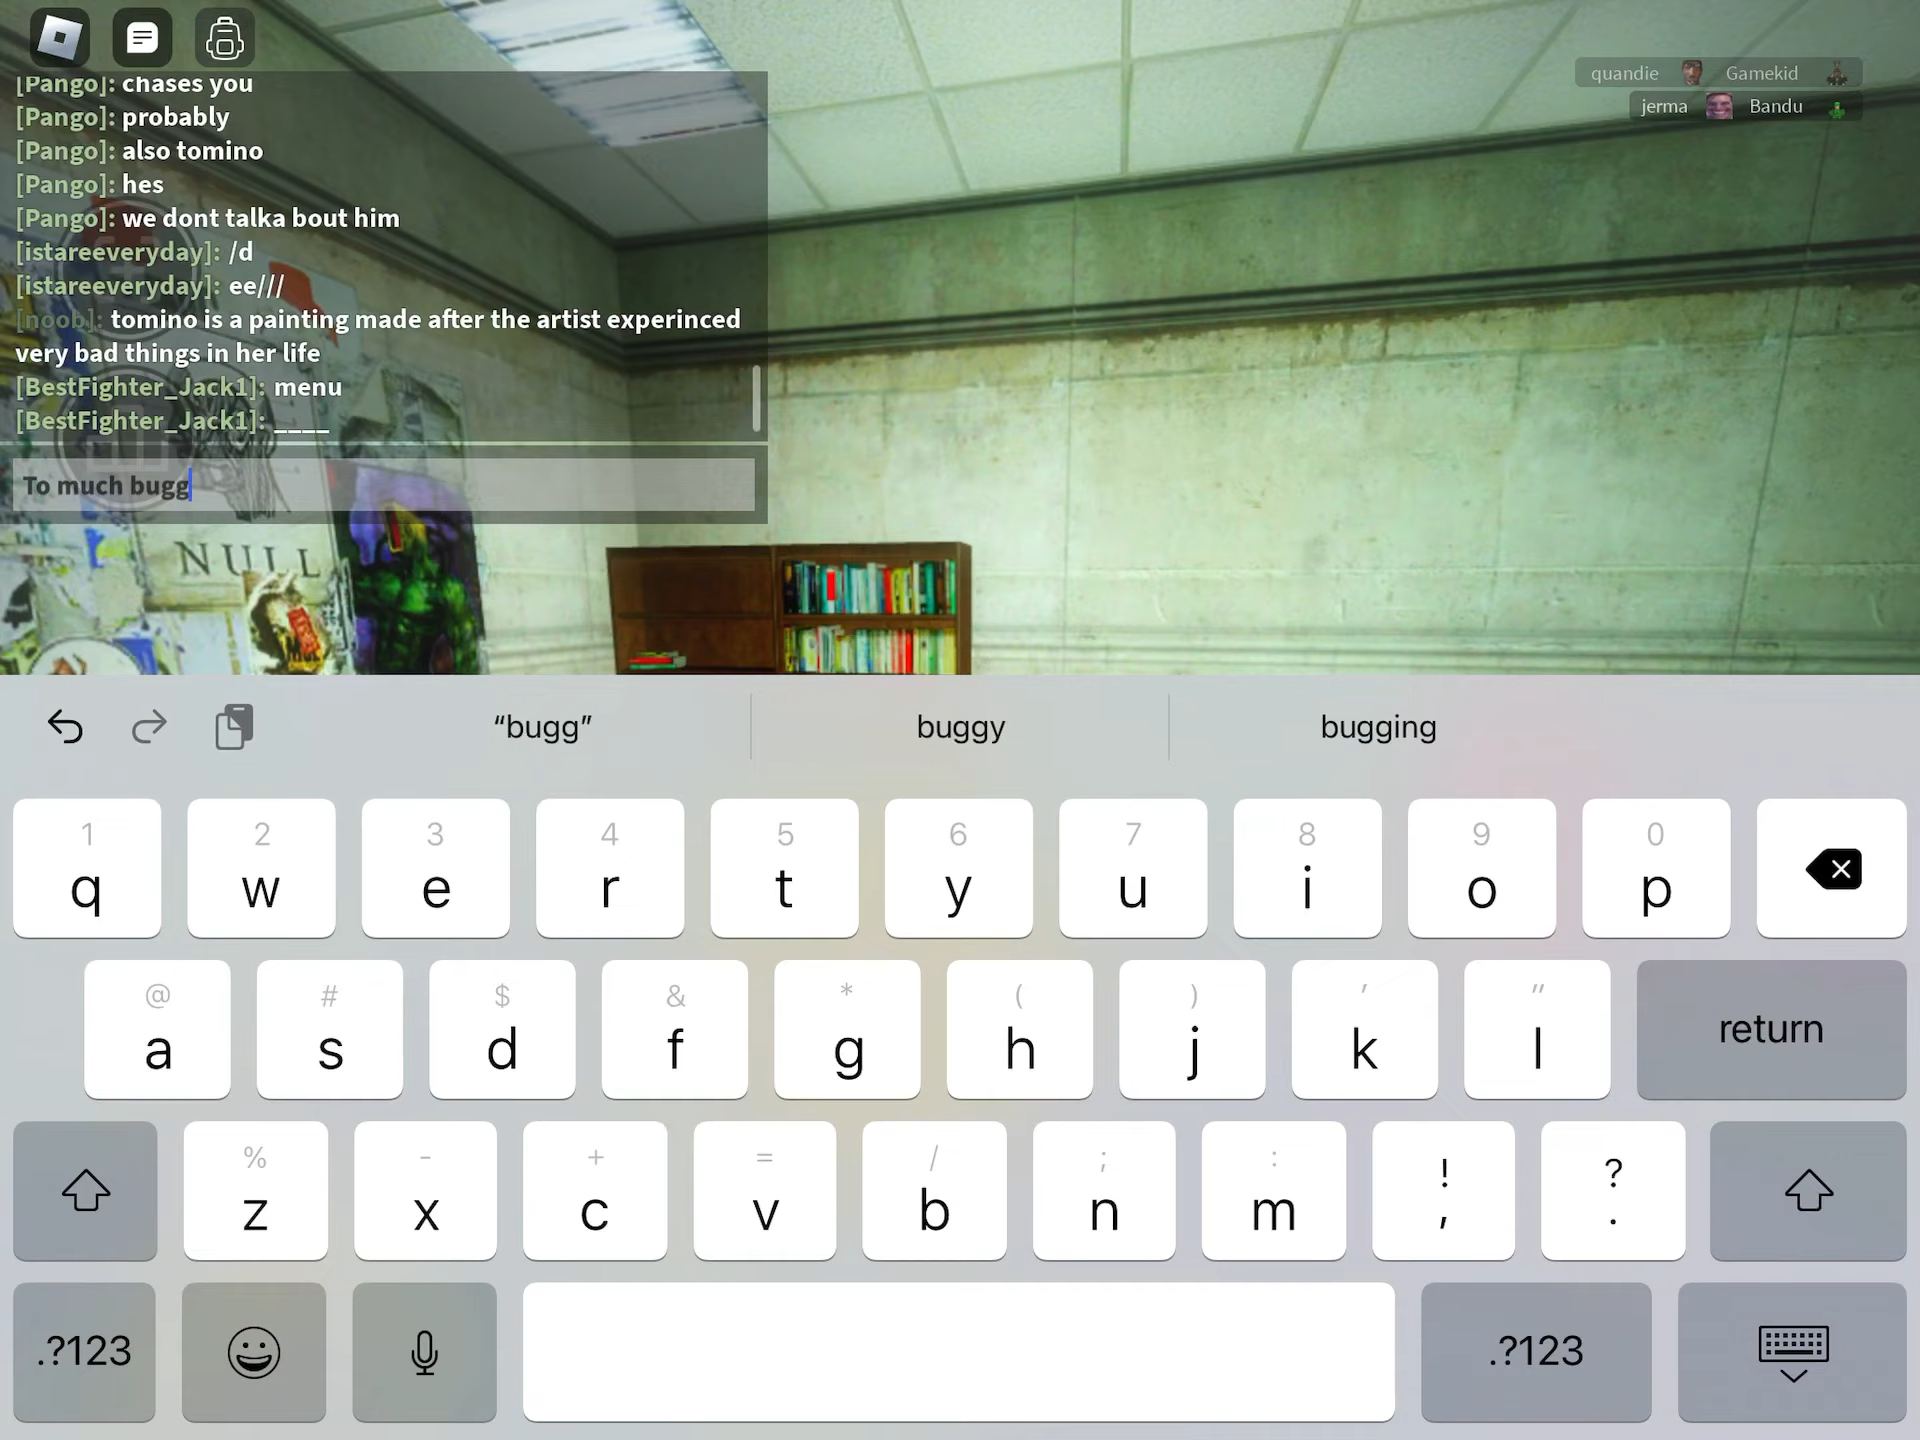 [Pango]: chases you
quandie Gamekid
[Pango]: probably
jerma Bandu
[Pango]: also tomino
[Pango]: hes
[Pango]: we dont talka bout him
[istareeveryday]: /d
[istareeveryday]: ee///
[noob]: tomino is a painting made after the artist experinced
very bad things in her life
[BestFighter_Jack1]: menu
[BestFighter_Jack1]: ____
To much bugg
NULL
“bugg” buggy bugging
1 2 3 4 5 6 7 8 9 0
q w e r t y u i o p
@ # $ & * ( ) ' "
a s d f g h j k l return
% - + = / ; : ! ?
z x c v b n m , .
.?123 .?123